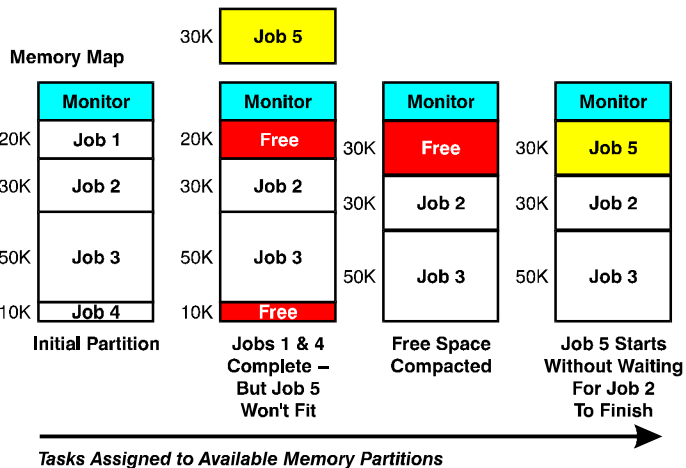 30K Job 5
Memory Map
Monitor
20K Job 1
30K Job 2
50K Job 3
10K Job 4
Initial Partition
Monitor
20K Free
30K Job 2
50K Job 3
10K Free
Jobs 1 & 4
Complete –
But Job 5
Won't Fit
Monitor
30K Free
30K Job 2
50K Job 3
Free Space
Compacted
Monitor
30K Job 5
30K Job 2
50K Job 3
Job 5 Starts
Without Waiting
For Job 2
To Finish
Tasks Assigned to Available Memory Partitions